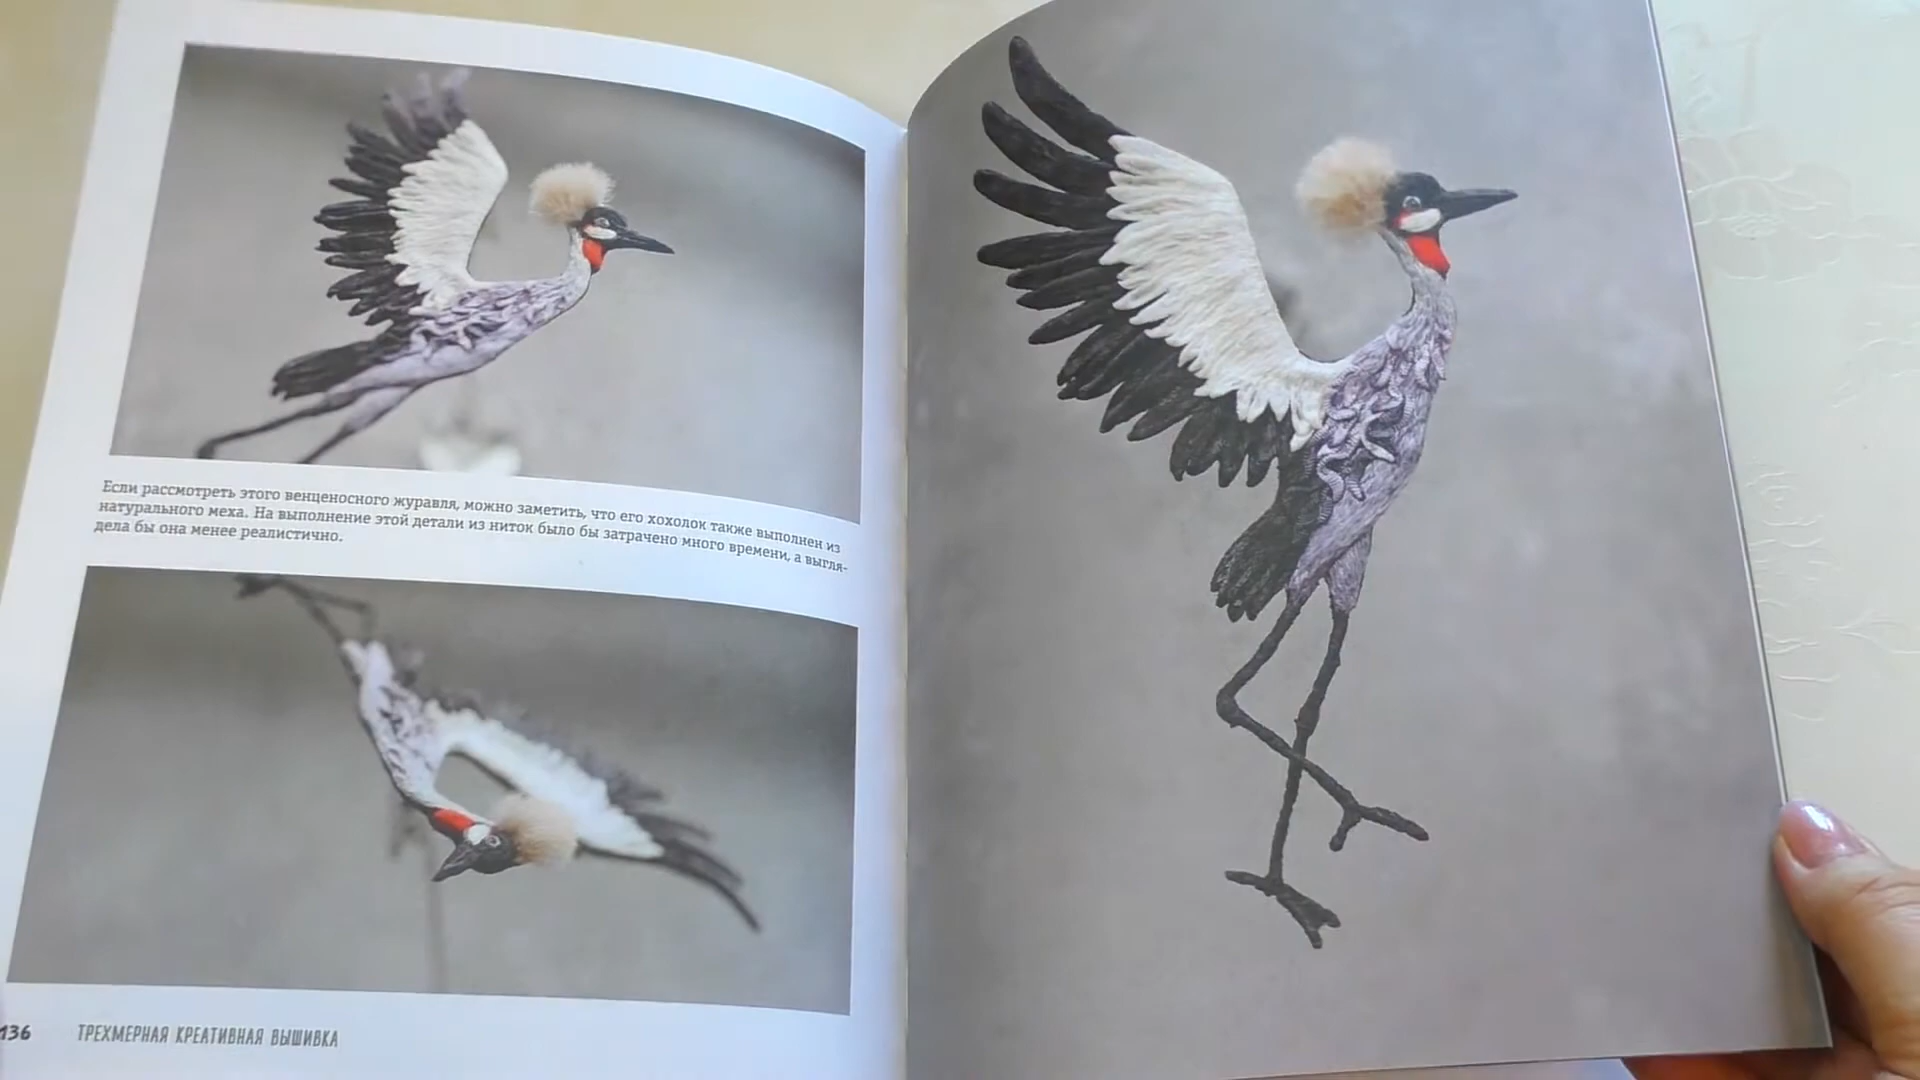 Если рассмотреть этого венценосного журавля, можно заметить, что его хохолок также выполнен из
натурального меха. На выполнение этой детали из ниток было бы затрачено много времени, а выгля-
дела бы она менее реалистично.
136 ТРЕХМЕРНАЯ КРЕАТИВНАЯ ВЫШИВКА